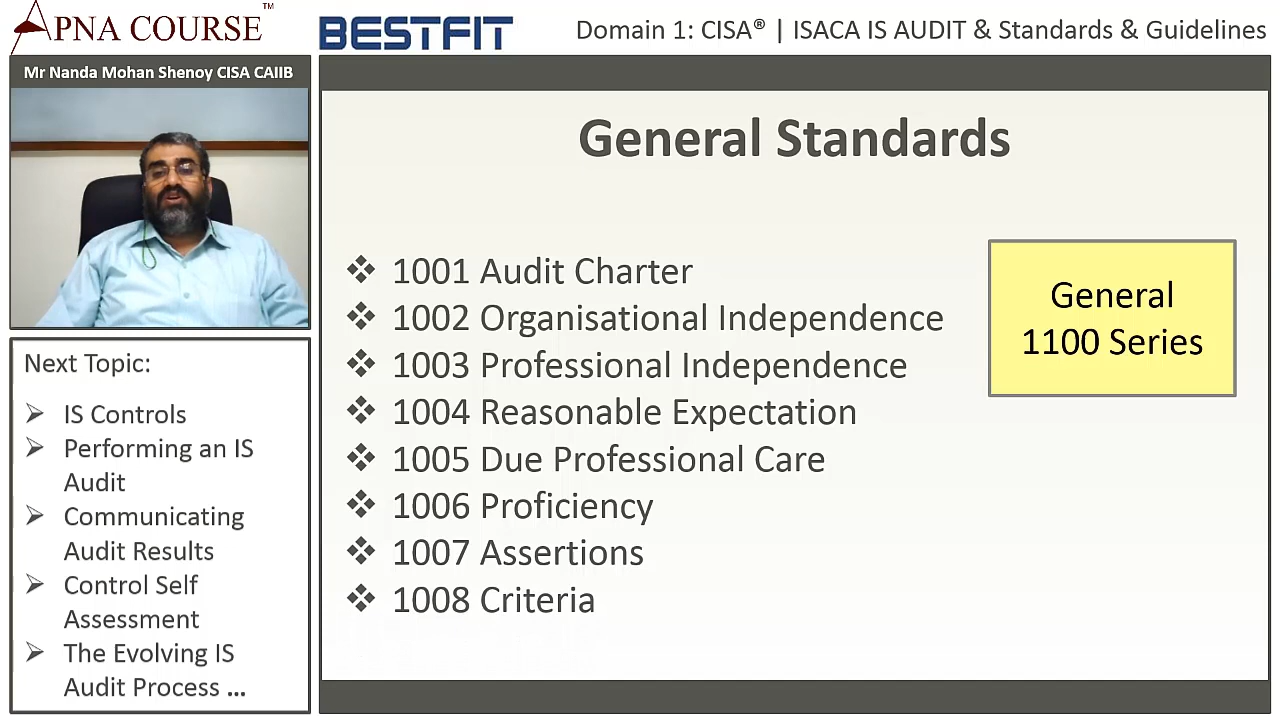 APNA COURSE™
BESTFIT
Domain 1: CISA® | ISACA IS AUDIT & Standards & Guidelines
Mr Nanda Mohan Shenoy CISA CAIIB
Next Topic:
IS Controls
Performing an IS
Audit
Communicating
Audit Results
Control Self
Assessment
The Evolving IS
Audit Process ...
General Standards
1001 Audit Charter
1002 Organisational Independence
1003 Professional Independence
1004 Reasonable Expectation
1005 Due Professional Care
1006 Proficiency
1007 Assertions
1008 Criteria
General
1100 Series